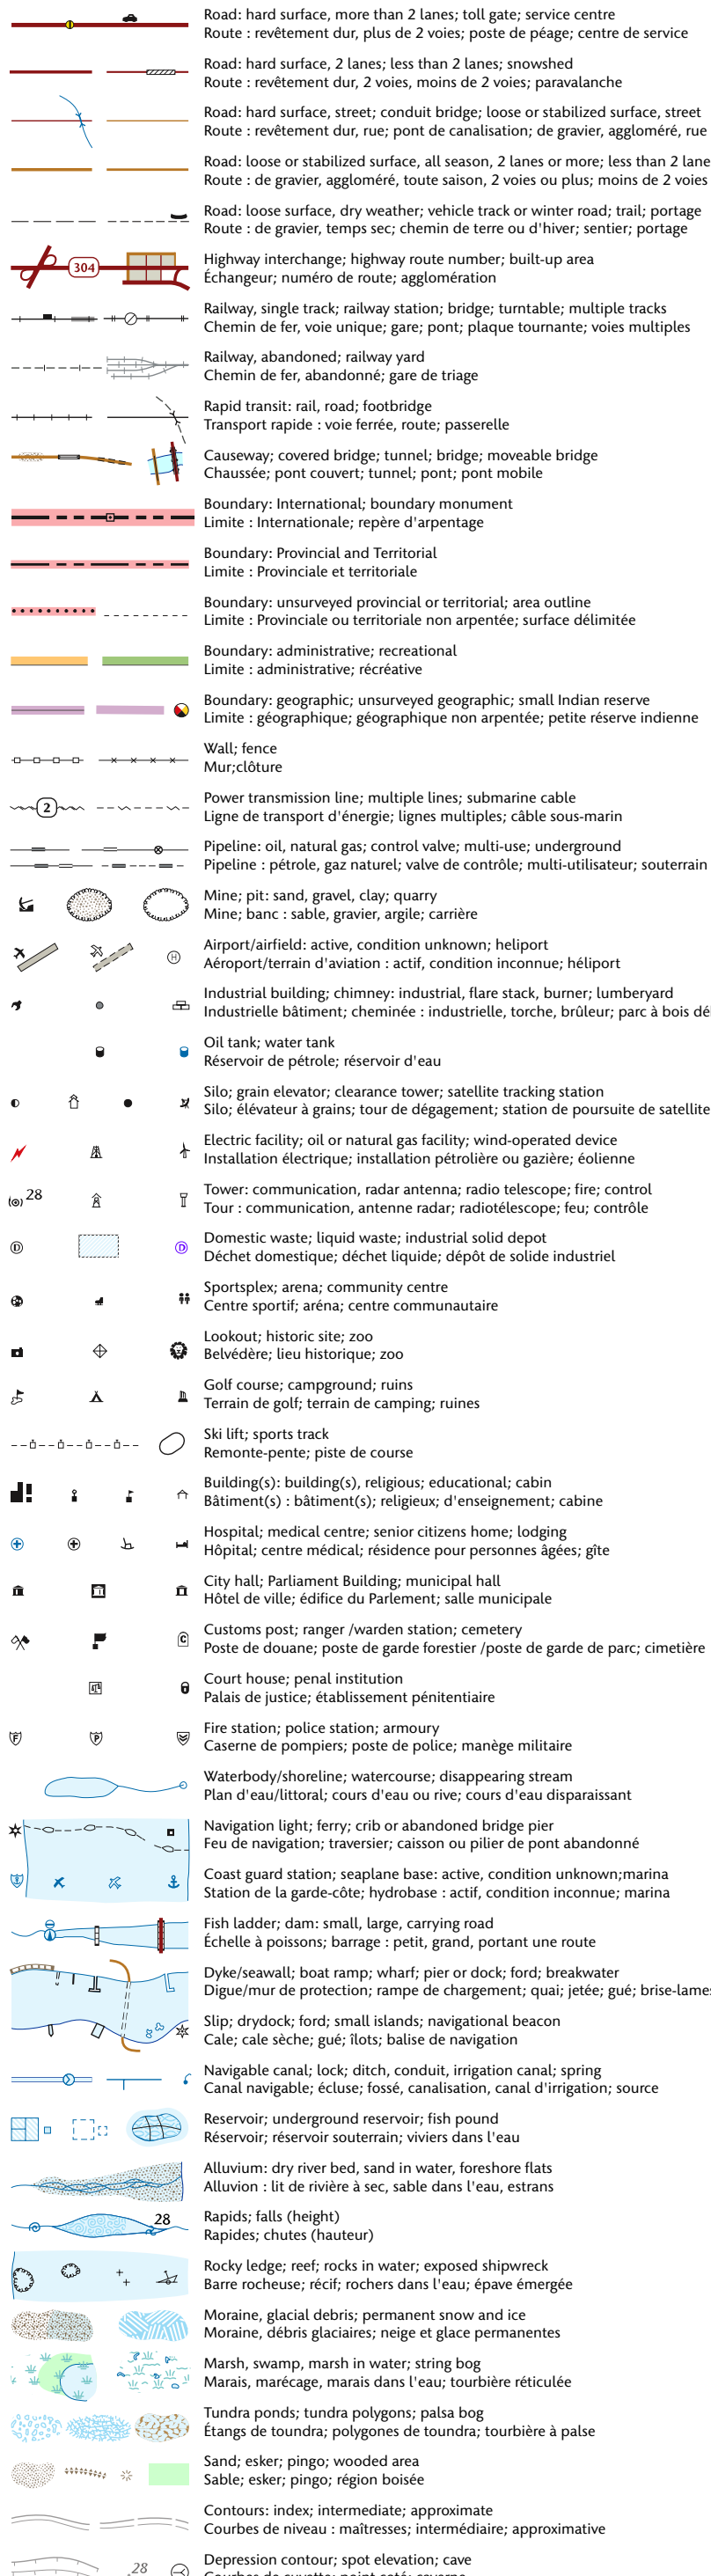 Road: hard surface, more than 2 lanes; toll gate; service centre
Route : revêtement dur, plus de 2 voies; poste de péage; centre de service
Road: hard surface, 2 lanes; less than 2 lanes; snowshed
Route : revêtement dur, 2 voies, moins de 2 voies; paravalanche
Road: hard surface, street; conduit bridge; loose or stabilized surface, street
Route : revêtement dur, rue; pont de canalisation; de gravier, aggloméré, rue
Road: loose or stabilized surface, all season, 2 lanes or more; less than 2 lane
Route : de gravier, aggloméré, toute saison, 2 voies ou plus; moins de 2 voies
Road: loose surface, dry weather; vehicle track or winter road; trail; portage
Route : de gravier, temps sec; chemin de terre ou d'hiver; sentier; portage
304
Highway interchange; highway route number; built-up area
Échangeur; numéro de route; agglomération
Railway, single track; railway station; bridge; turntable; multiple tracks
Chemin de fer, voie unique; gare; pont; plaque tournante; voies multiples
Railway, abandoned; railway yard
Chemin de fer, abandonné; gare de triage
Rapid transit: rail, road; footbridge
Transport rapide : voie ferrée, route; passerelle
Causeway; covered bridge; tunnel; bridge; moveable bridge
Chaussée; pont couvert; tunnel; pont; pont mobile
Boundary: International; boundary monument
Limite : Internationale; repère d'arpentage
Boundary: Provincial and Territorial
Limite : Provinciale et territoriale
Boundary: unsurveyed provincial or territorial; area outline
Limite : Provinciale ou territoriale non arpentée; surface délimitée
Boundary: administrative; recreational
Limite : administrative; récréative
Boundary: geographic; unsurveyed geographic; small Indian reserve
Limite : géographique; géographique non arpentée; petite réserve indienne
Wall; fence
Mur;clôture
2
Power transmission line; multiple lines; submarine cable
Ligne de transport d'énergie; lignes multiples; câble sous-marin
Pipeline: oil, natural gas; control valve; multi-use; underground
Pipeline : pétrole, gaz naturel; valve de contrôle; multi-utilisateur; souterrain
Mine; pit: sand, gravel, clay; quarry
Mine; banc : sable, gravier, argile; carrière
H
Airport/airfield: active, condition unknown; heliport
Aéroport/terrain d'aviation : actif, condition inconnue; héliport
Industrial building; chimney: industrial, flare stack, burner; lumberyard
Industrielle bâtiment; cheminée : industrielle, torche, brûleur; parc à bois dé
Oil tank; water tank
Réservoir de pétrole; réservoir d'eau
Silo; grain elevator; clearance tower; satellite tracking station
Silo; élévateur à grains; tour de dégagement; station de poursuite de satellite
Electric facility; oil or natural gas facility; wind-operated device
Installation électrique; installation pétrolière ou gazière; éolienne
28
Tower: communication, radar antenna; radio telescope; fire; control
Tour : communication, antenne radar; radiotélescope; feu; contrôle
D D
Domestic waste; liquid waste; industrial solid depot
Déchet domestique; déchet liquide; dépôt de solide industriel
Sportsplex; arena; community centre
Centre sportif; aréna; centre communautaire
Lookout; historic site; zoo
Belvédère; lieu historique; zoo
Golf course; campground; ruins
Terrain de golf; terrain de camping; ruines
Ski lift; sports track
Remonte-pente; piste de course
Building(s): building(s), religious; educational; cabin
Bâtiment(s) : bâtiment(s); religieux; d'enseignement; cabine
Hospital; medical centre; senior citizens home; lodging
Hôpital; centre médical; résidence pour personnes âgées; gîte
City hall; Parliament Building; municipal hall
Hôtel de ville; édifice du Parlement; salle municipale
C
Customs post; ranger /warden station; cemetery
Poste de douane; poste de garde forestier /poste de garde de parc; cimetière
Court house; penal institution
Palais de justice; établissement pénitentiaire
F P
Fire station; police station; armoury
Caserne de pompiers; poste de police; manège militaire
Waterbody/shoreline; watercourse; disappearing stream
Plan d'eau/littoral; cours d'eau ou rive; cours d'eau disparaissant
Navigation light; ferry; crib or abandoned bridge pier
Feu de navigation; traversier; caisson ou pilier de pont abandonné
Coast guard station; seaplane base: active, condition unknown;marina
Station de la garde-côte; hydrobase : actif, condition inconnue; marina
Fish ladder; dam: small, large, carrying road
Échelle à poissons; barrage : petit, grand, portant une route
Dyke/seawall; boat ramp; wharf; pier or dock; ford; breakwater
Digue/mur de protection; rampe de chargement; quai; jetée; gué; brise-lames
Slip; drydock; ford; small islands; navigational beacon
Cale; cale sèche; gué; îlots; balise de navigation
Navigable canal; lock; ditch, conduit, irrigation canal; spring
Canal navigable; écluse; fossé, canalisation, canal d'irrigation; source
Reservoir; underground reservoir; fish pound
Réservoir; réservoir souterrain; viviers dans l'eau
Alluvium: dry river bed, sand in water, foreshore flats
Alluvion : lit de rivière à sec, sable dans l'eau, estrans
28
Rapids; falls (height)
Rapides; chutes (hauteur)
Rocky ledge; reef; rocks in water; exposed shipwreck
Barre rocheuse; récif; rochers dans l'eau; épave émergée
Moraine, glacial debris; permanent snow and ice
Moraine, débris glaciaires; neige et glace permanentes
Marsh, swamp, marsh in water; string bog
Marais, marécage, marais dans l'eau; tourbière réticulée
Tundra ponds; tundra polygons; palsa bog
Étangs de toundra; polygones de toundra; tourbière à palse
Sand; esker; pingo; wooded area
Sable; esker; pingo; région boisée
Contours: index; intermediate; approximate
Courbes de niveau : maîtresses; intermédiaire; approximative
.28
Depression contour; spot elevation; cave